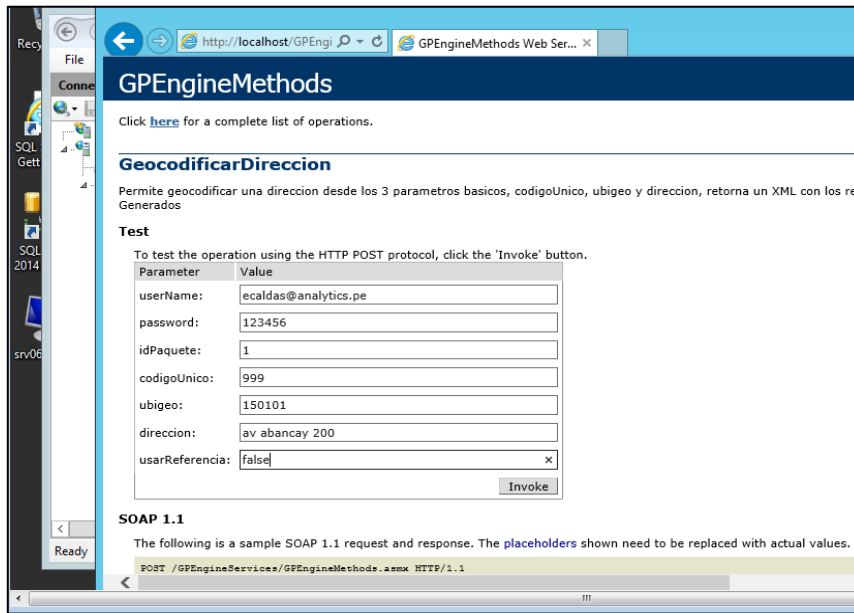 Recy
SQL
Gett
SQL
2014
srv06
File
Conne
Ready
http://localhost/GPEngi
GPEngineMethods Web Ser...
GPEngineMethods
Click here for a complete list of operations.
GeocodificarDireccion
Permite geocodificar una direccion desde los 3 parametros basicos, codigoUnico, ubigeo y direccion, retorna un XML con los re
Generados
Test
To test the operation using the HTTP POST protocol, click the 'Invoke' button.
Parameter Value
userName: ecaldas@analytics.pe
password: 123456
idPaquete: 1
codigoUnico: 999
ubigeo: 150101
direccion: av abancay 200
usarReferencia: false
Invoke
SOAP 1.1
The following is a sample SOAP 1.1 request and response. The placeholders shown need to be replaced with actual values.
POST /GPEngineServices/GPEngineMethods.asmx HTTP/1.1